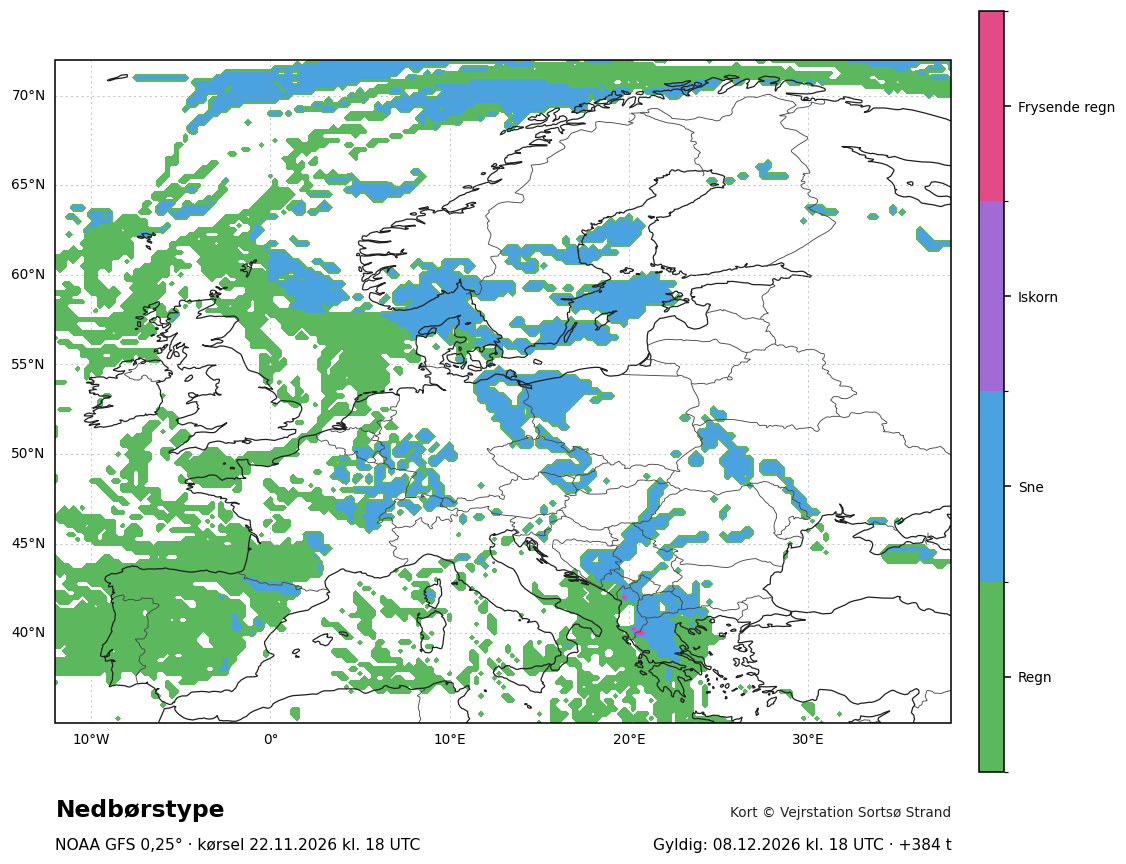 Frysende regn
Iskorn
Sne
Regn
70°N
65°N
60°N
55°N
50°N
45°N
40°N
10°W
0°
10°E
20°E
30°E
Nedbørstype
Kort © Vejrstation Sortsø Strand
NOAA GFS 0,25° · kørsel 22.11.2026 kl. 18 UTC
Gyldig: 08.12.2026 kl. 18 UTC · +384 t